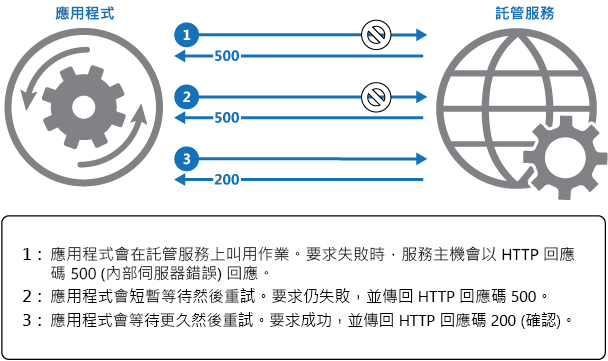 應用程式
託管服務
1
500
2
500
3
200
1： 應用程式會在託管服務上叫用作業。要求失敗時，服務主機會以 HTTP 回應
碼 500 (內部伺服器錯誤) 回應。
2： 應用程式會短暫等待然後重試。要求仍失敗，並傳回 HTTP 回應碼 500。
3： 應用程式會等待更久然後重試。要求成功，並傳回 HTTP 回應碼 200 (確認)。